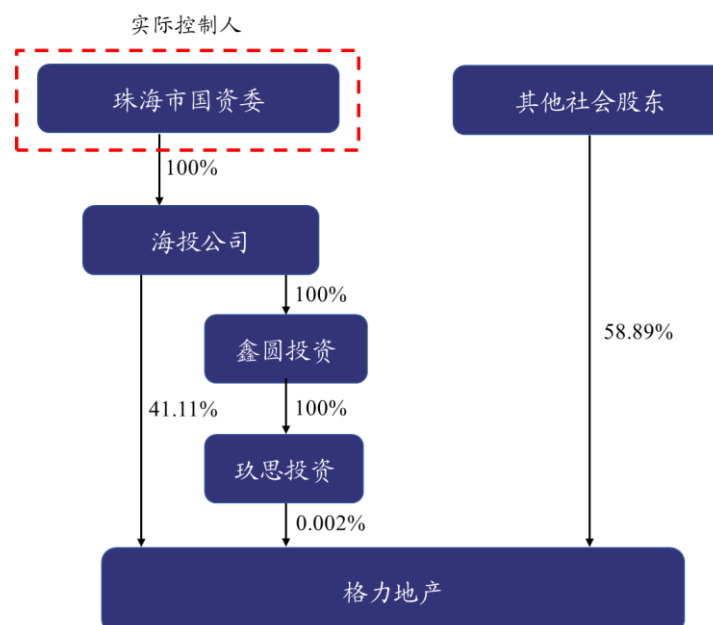 实际控制人
珠海市国资委
其他社会股东
100%
海投公司
100%
鑫圆投资
58.89%
41.11%
100%
玖思投资
0.002%
格力地产